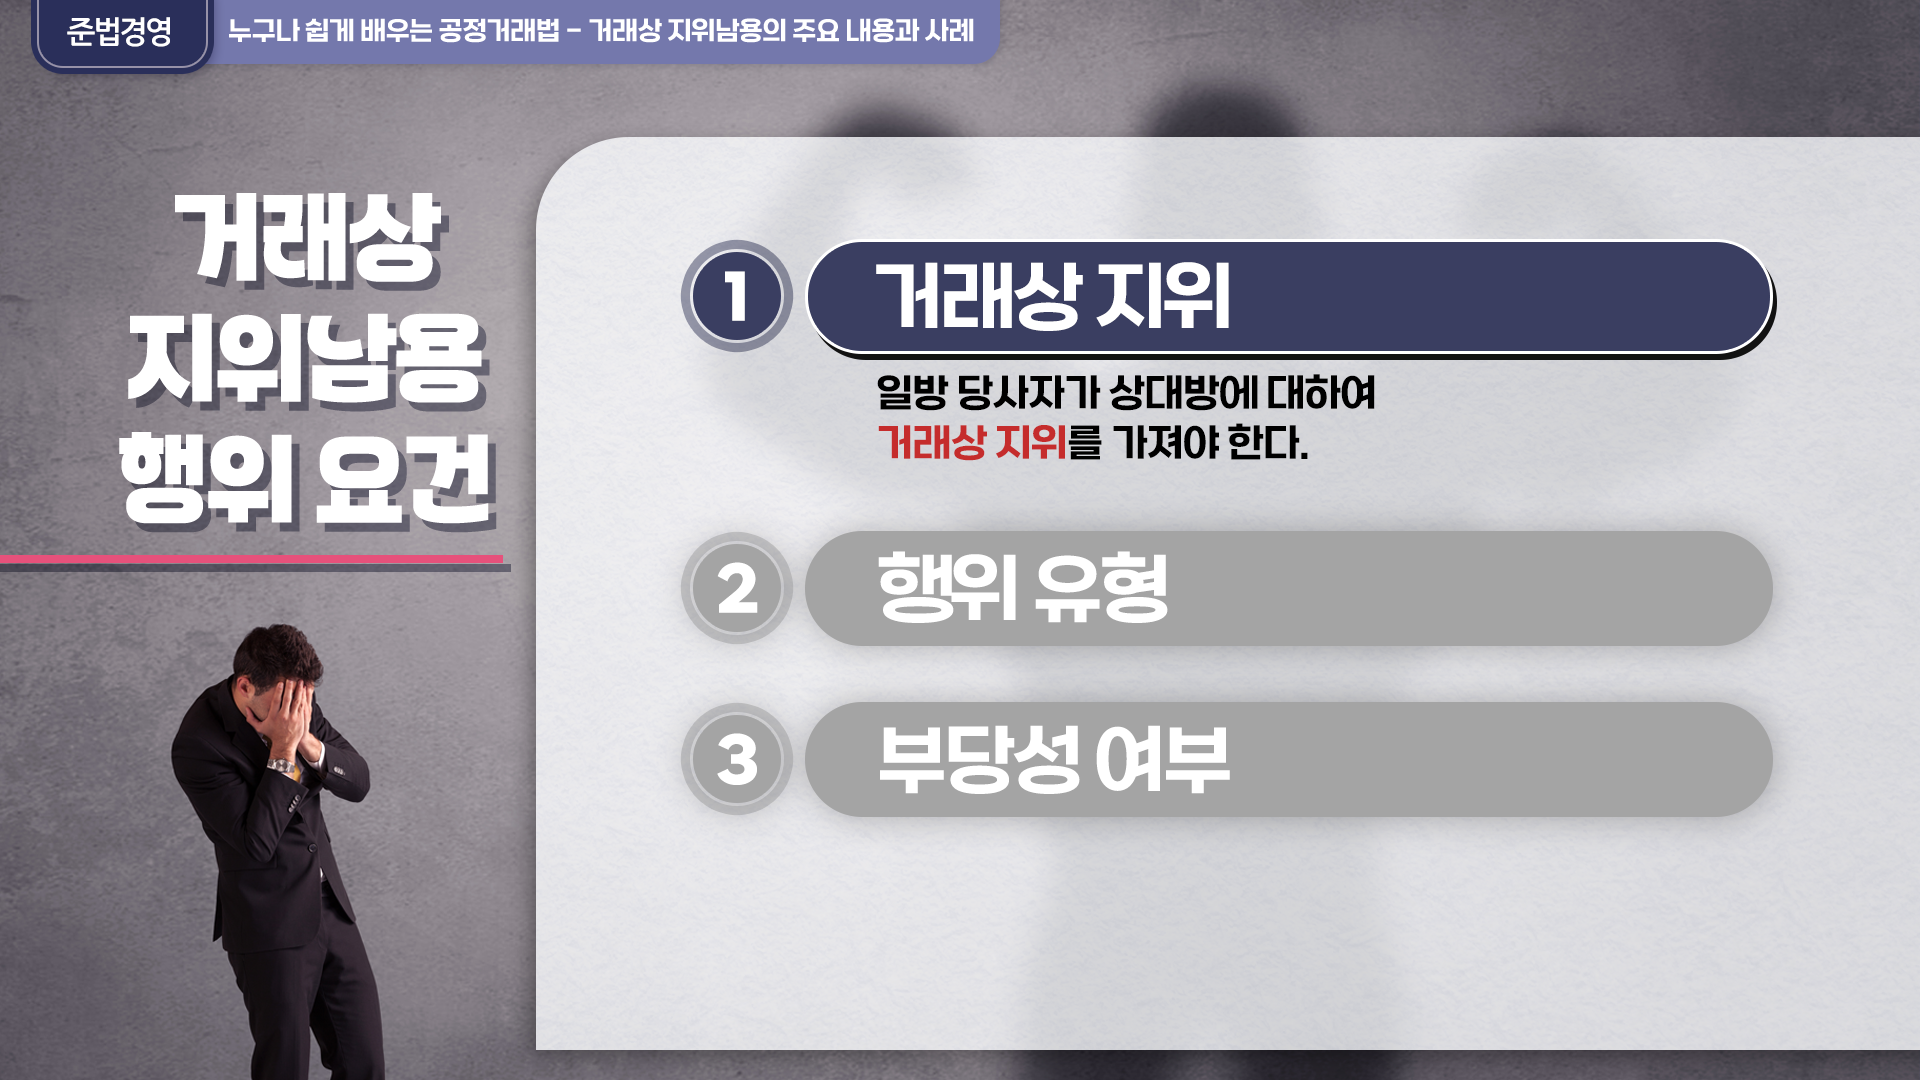 준법경영
누구나 쉽게 배우는 공정거래법 – 거래상 지위남용의 주요 내용과 사례
거래상
지위남용
행위 요건
1
거래상 지위
일방 당사자가 상대방에 대하여
거래상 지위를 가져야 한다.
2
행위 유형
3
부당성 여부